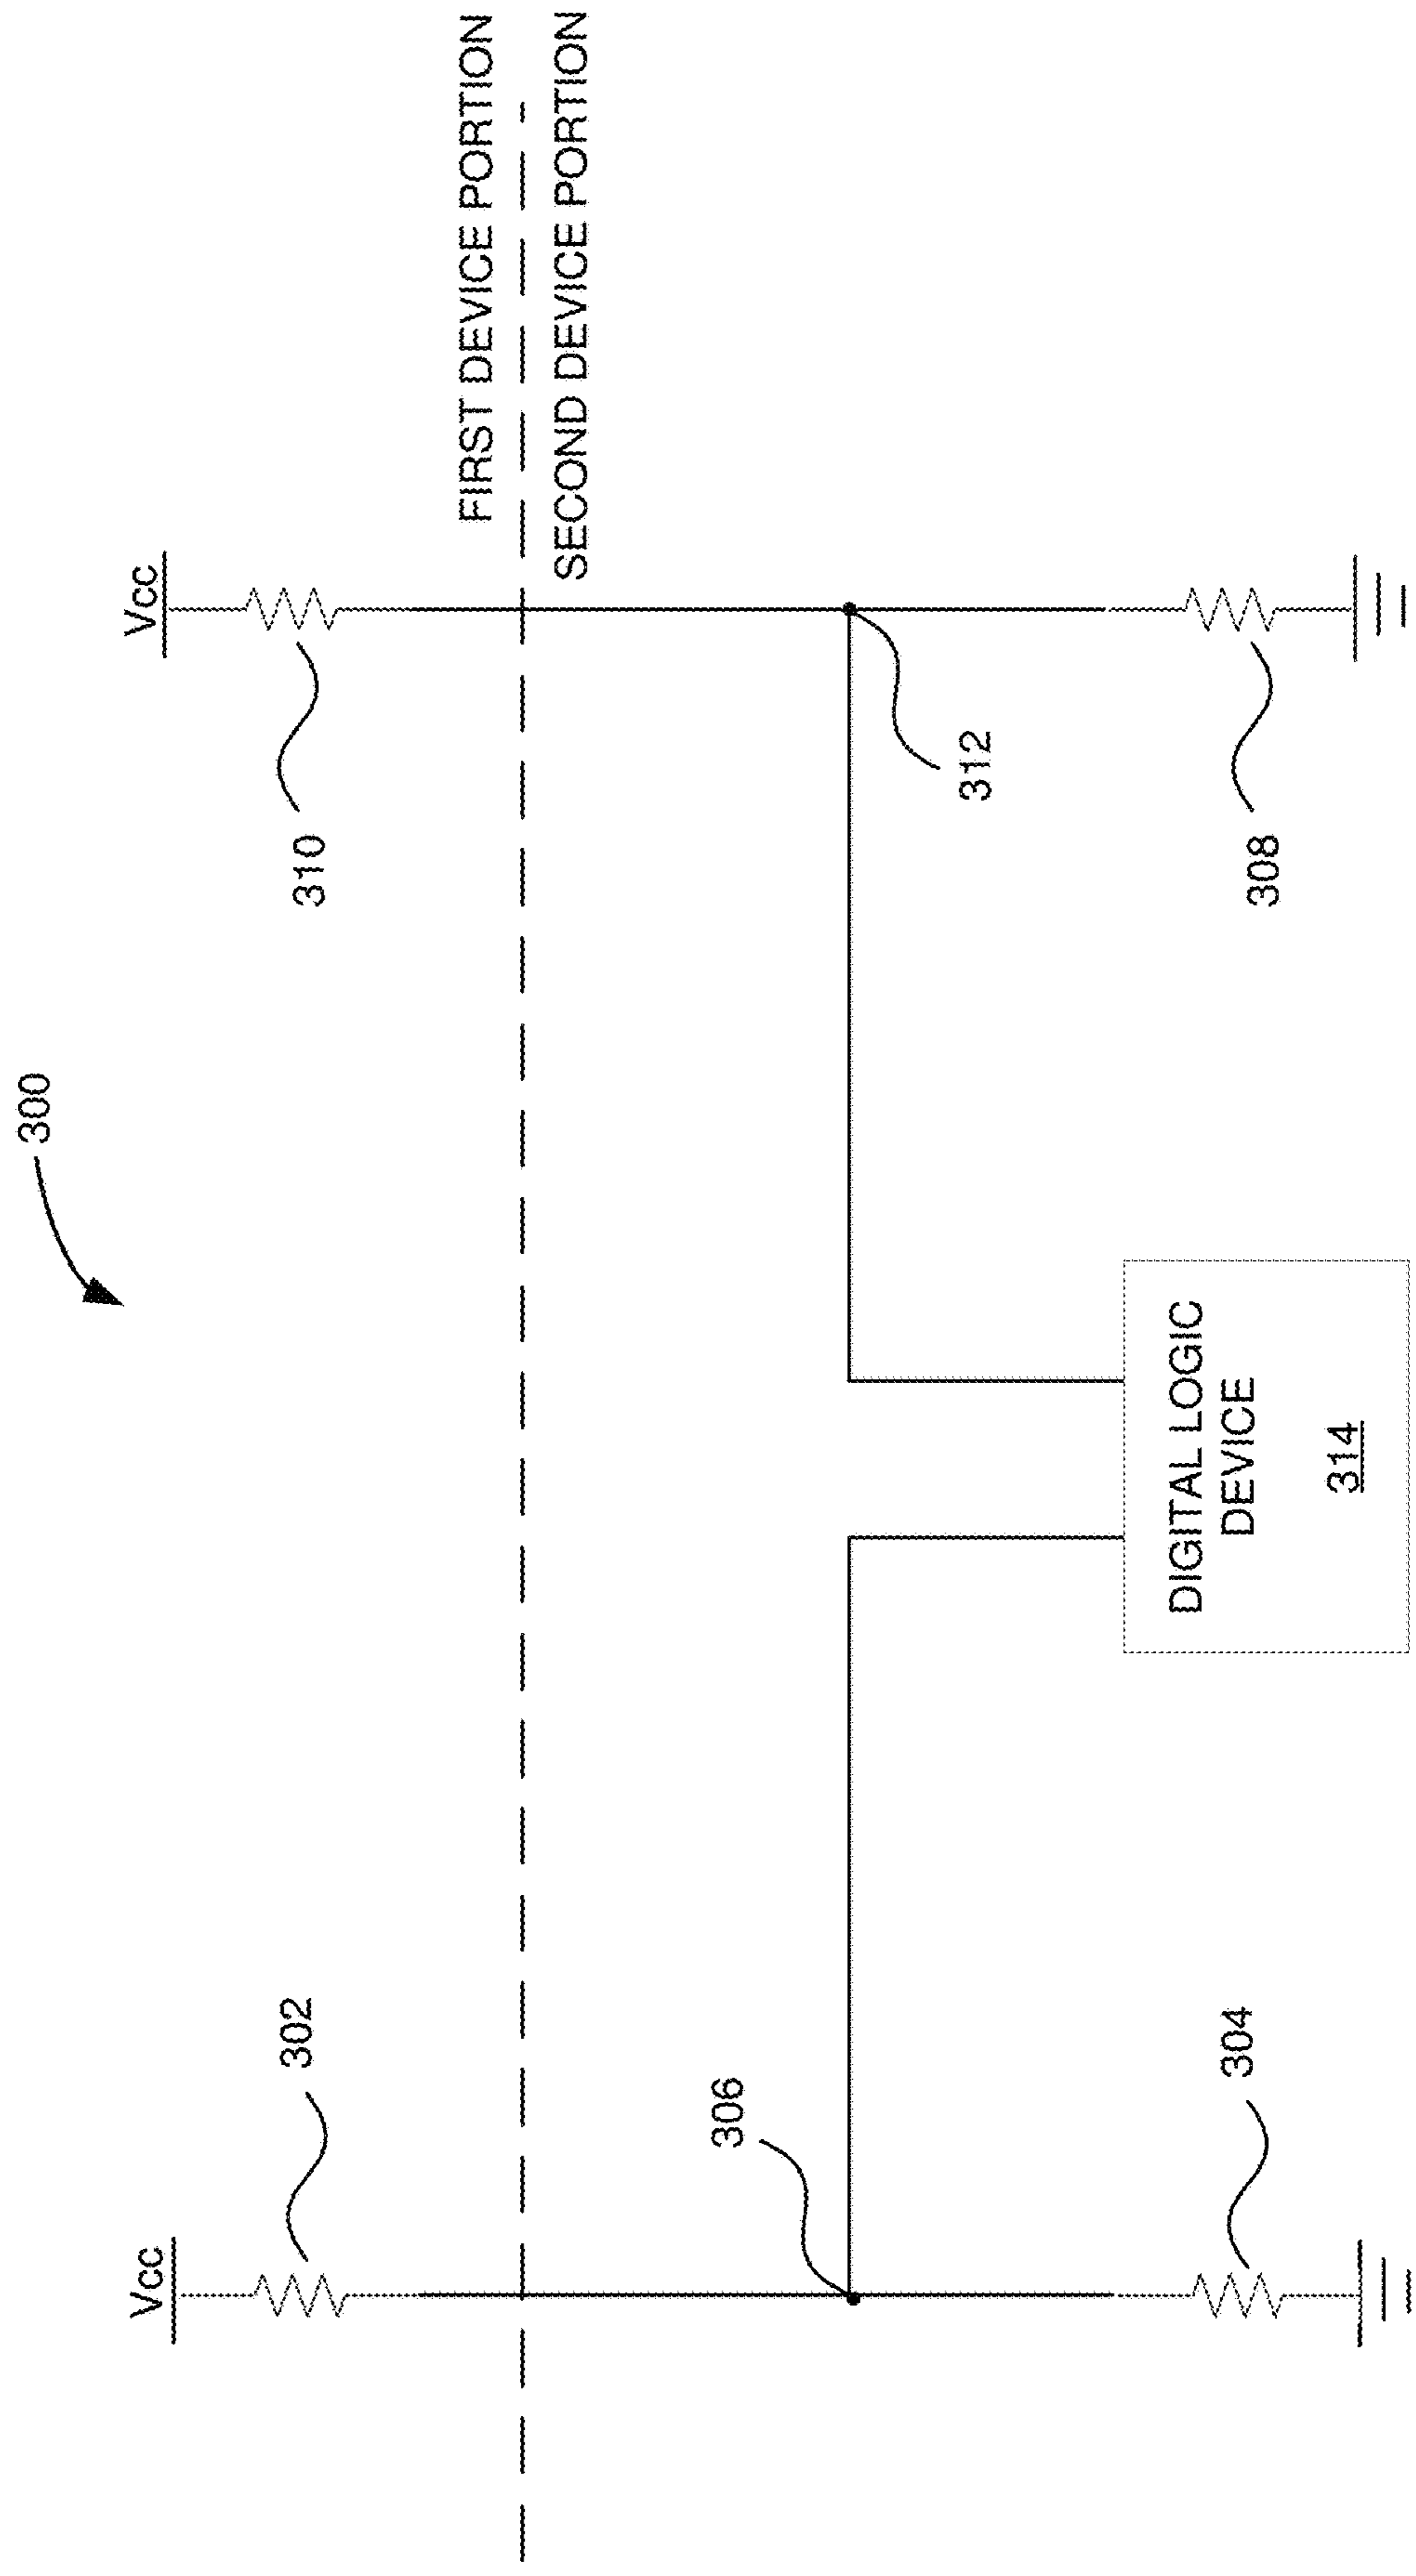 300
Vcc
Vcc
302
310
FIRST DEVICE PORTION
SECOND DEVICE PORTION
306
312
304
DIGITAL LOGIC
DEVICE
314
308